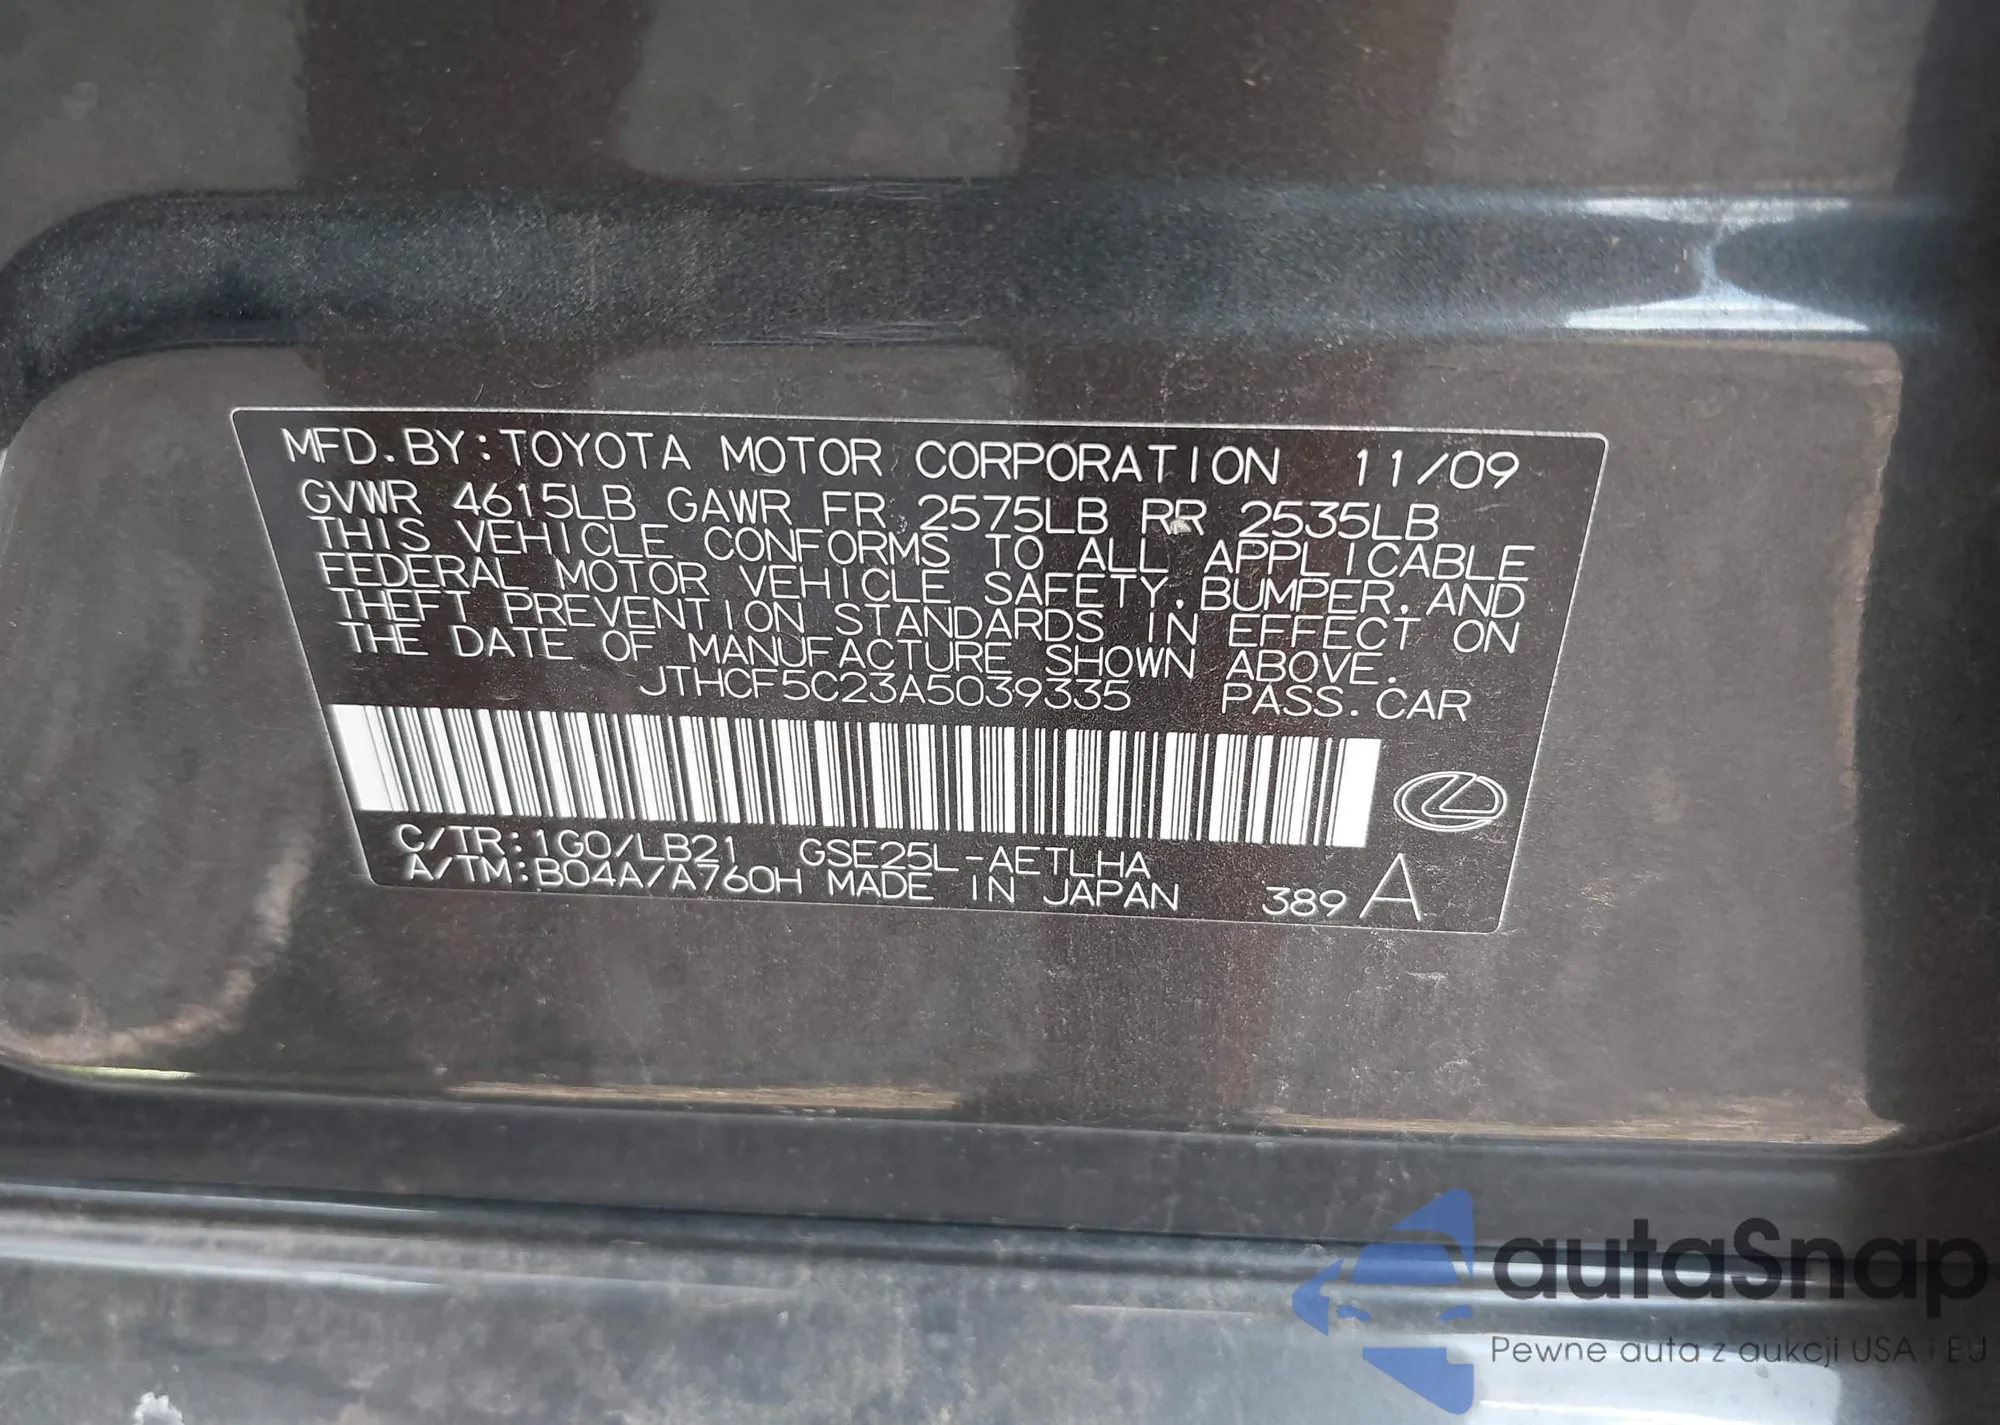 MFD. BY: TOYOTA MOTOR CORPORATION 11/09
GVWR 4615LB GAWR FR 2575LB RR 2535LB
THIS VEHICLE CONFORMS TO ALL APPLICABLE
FEDERAL MOTOR VEHICLE SAFETY, BUMPER, AND
THEFT PREVENTION STANDARDS IN EFFECT ON
THE DATE OF MANUFACTURE SHOWN ABOVE.
JTHCF5C23A5039335 PASS. CAR
C/TR: 1G0/LB21 GSE25L-AETLHA
A/TM: B04A/A760H MADE IN JAPAN 389 A
autaSnap
Pewne auta z aukcji USA i EU